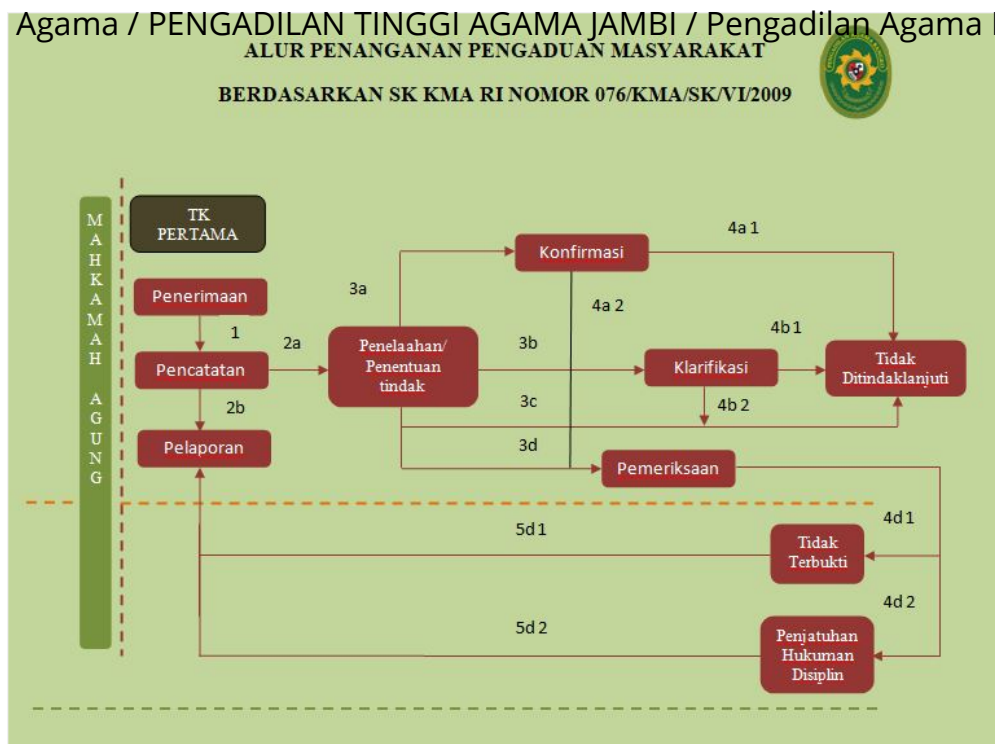 Agama / PENGADILAN TINGGI AGAMA JAMBI / Pengadilan Agama
ALUR PENANGANAN PENGADUAN MASYARAKAT
BERDASARKAN SK KMA RI NOMOR 076/KMA/SK/VI/2009
MAHKAMAH AGUNG
TK
PERTAMA
Penerimaan
1
Pencatatan
2a
2b
Pelaporan
Penelaahan/
Penentuan
tindak
3a
3b
3c
3d
Konfirmasi
4a 1
4a 2
Klarifikasi
4b 1
4b 2
Tidak
Ditindaklanjuti
Pemeriksaan
4d 1
5d 1
Tidak
Terbukti
4d 2
5d 2
Penjatuhan
Hukuman
Disiplin